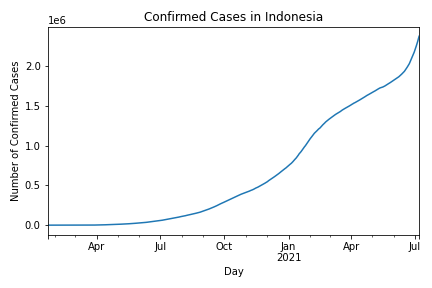 Confirmed Cases in Indonesia
1e6
2.0
1.5
1.0
0.5
0.0
Number of Confirmed Cases
Apr Jul Oct Jan Apr Jul
2021
Day